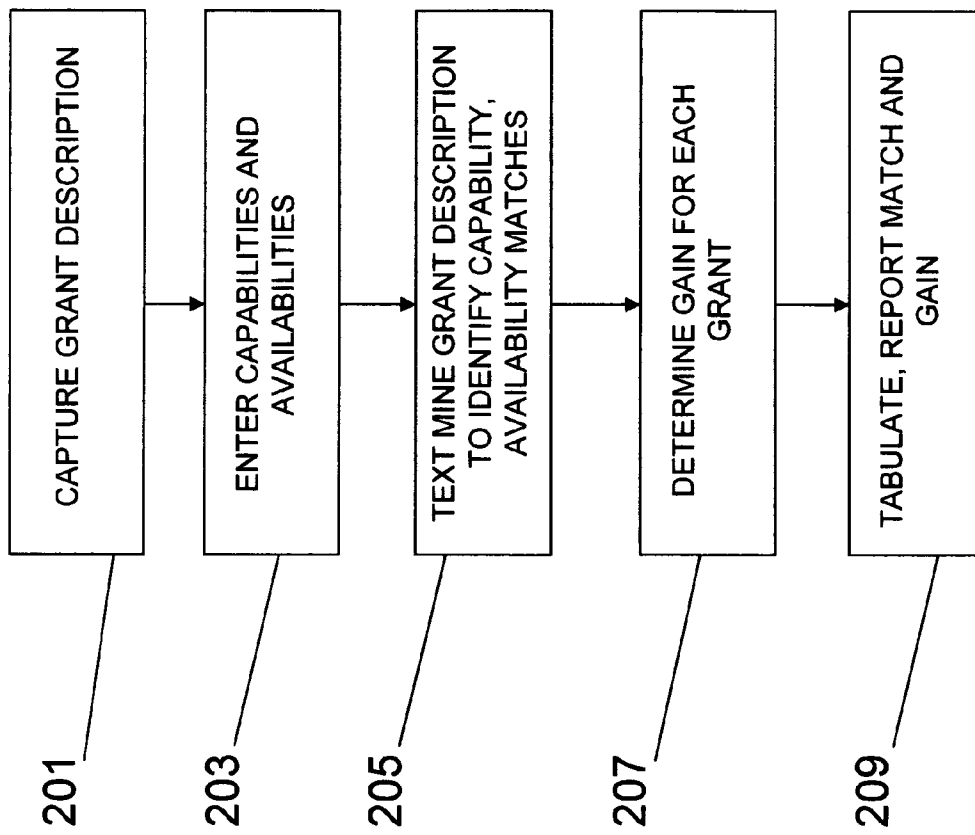 201
CAPTURE GRANT DESCRIPTION
203
ENTER CAPABILITIES AND
AVAILABILITIES
205
TEXT MINE GRANT DESCRIPTION
TO IDENTIFY CAPABILITY,
AVAILABILITY MATCHES
207
DETERMINE GAIN FOR EACH
GRANT
209
TABULATE, REPORT MATCH AND
GAIN